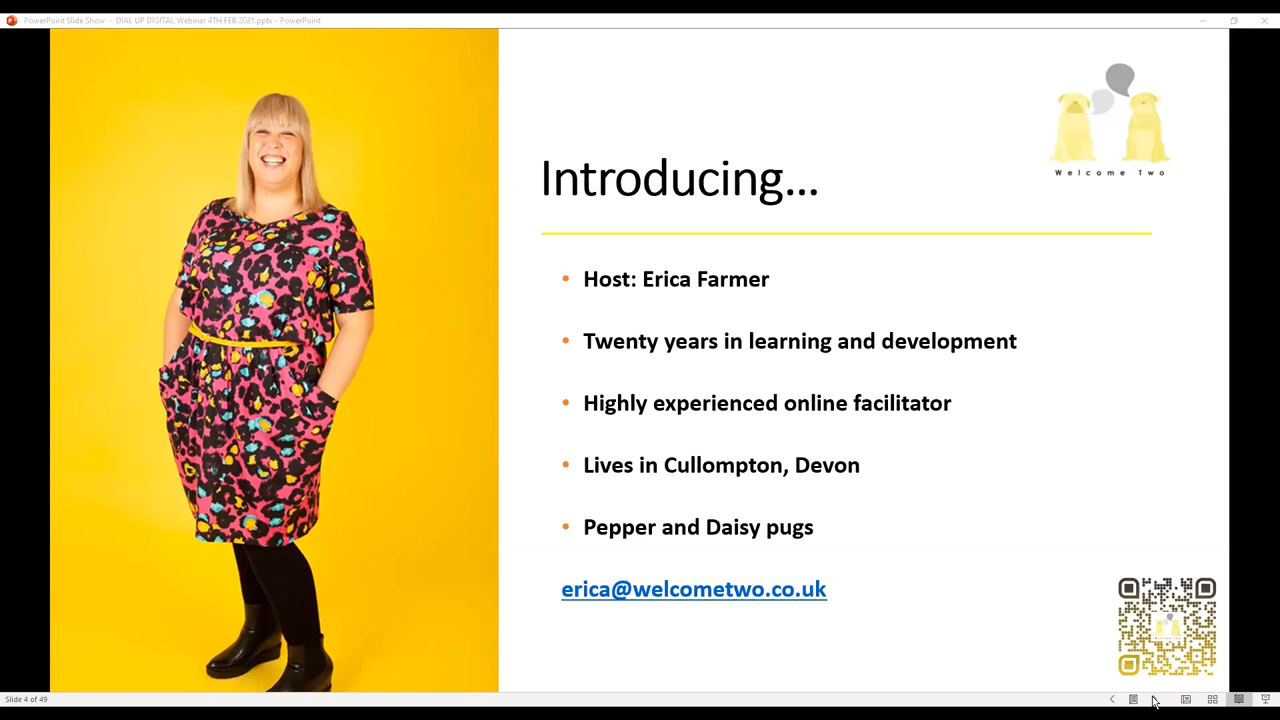 PowerPoint Slide Show - DIAL UP DIGITAL Webinar 4TH FEB 2021.pptx - PowerPoint
Welcome Two
Introducing...
• Host: Erica Farmer
• Twenty years in learning and development
• Highly experienced online facilitator
• Lives in Cullompton, Devon
• Pepper and Daisy pugs
erica@welcometwo.co.uk
Slide 4 of 49